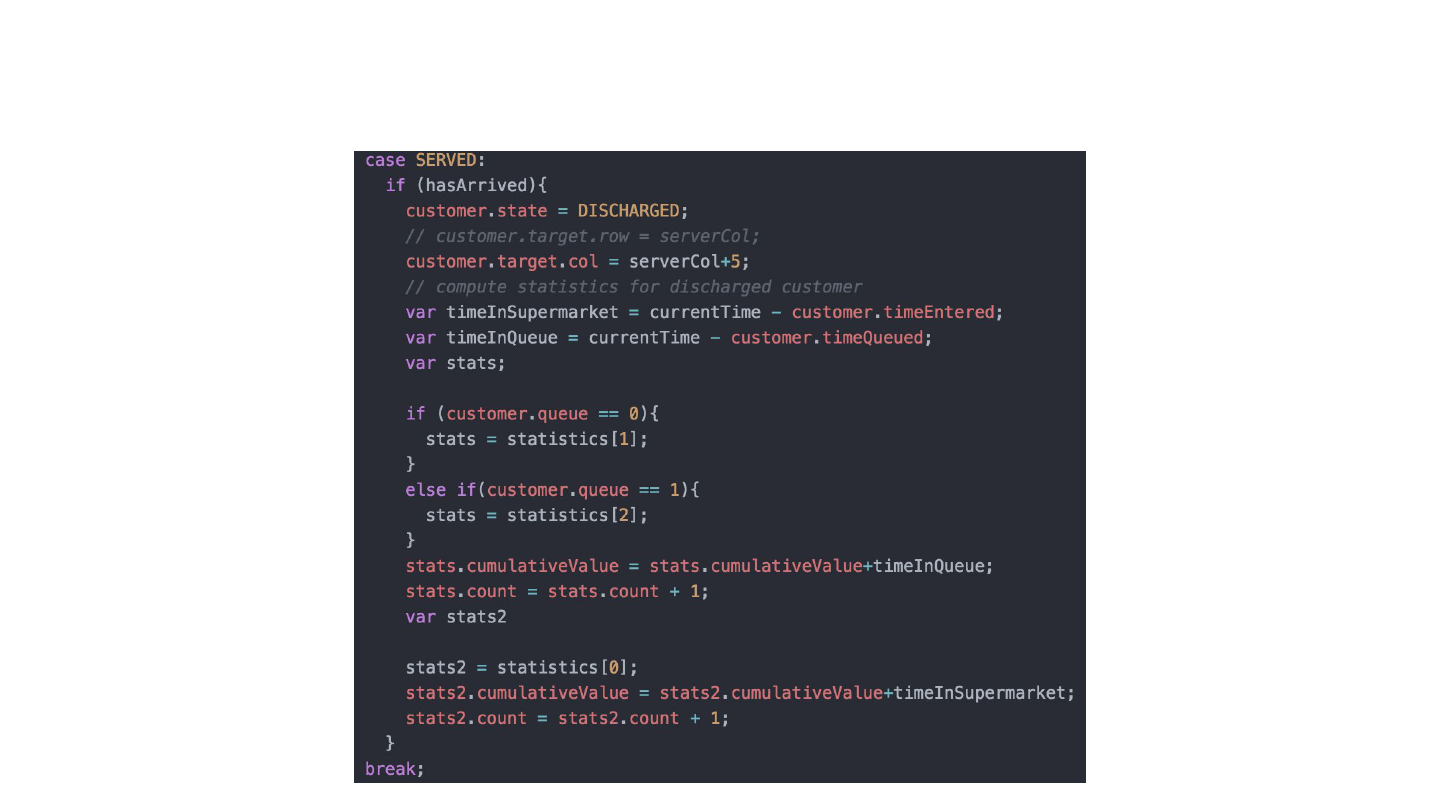 case SERVED:
if (hasArrived){
customer.state = DISCHARGED;
// customer.target.row = serverCol;
customer.target.col = serverCol+5;
// compute statistics for discharged customer
var timeInSupermarket = currentTime - customer.timeEntered;
var timeInQueue = currentTime - customer.timeQueued;
var stats;
if (customer.queue == 0){
stats = statistics[1];
}
else if(customer.queue == 1){
stats = statistics[2];
}
stats.cumulativeValue = stats.cumulativeValue+timeInQueue;
stats.count = stats.count + 1;
var stats2
stats2 = statistics[0];
stats2.cumulativeValue = stats2.cumulativeValue+timeInSupermarket;
stats2.count = stats2.count + 1;
}
break;